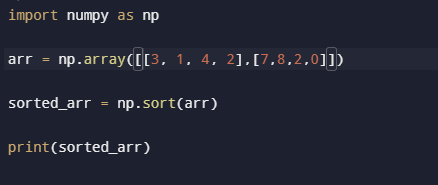 import numpy as np
arr = np.array([[3, 1, 4, 2],[7,8,2,0]])
sorted_arr = np.sort(arr)
print(sorted_arr)